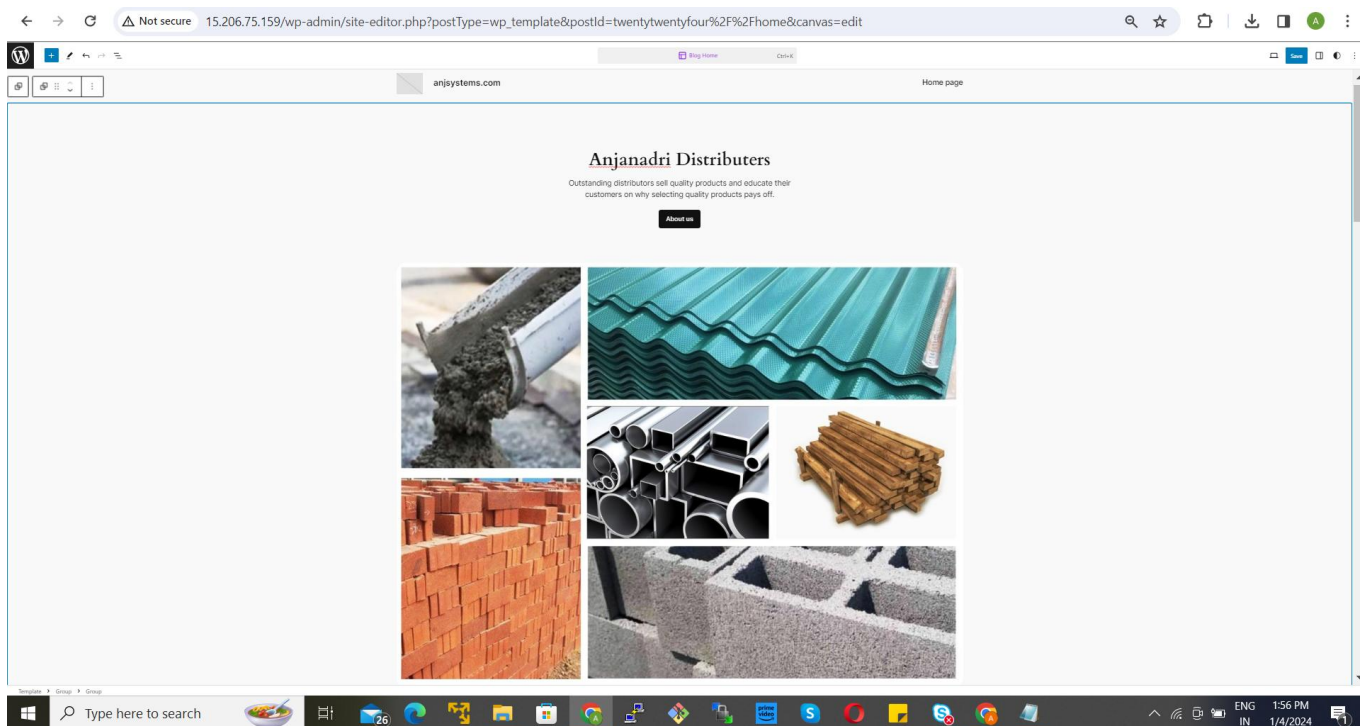 Not secure
15.206.75.159/wp-admin/site-editor.php?postType=wp_template&postId=twentytwentyfour%2F%2Fhome&canvas=edit
A
Blog Home
Ctrl+K
Save
anjsystems.com
Home page
Anjanadri Distributers
Outstanding distributors sell quality products and educate their
customers on why selecting quality products pays off.
About us
Template > Group > Group
Type here to search
26
prime video
ENG
IN
1:56 PM
1/4/2024